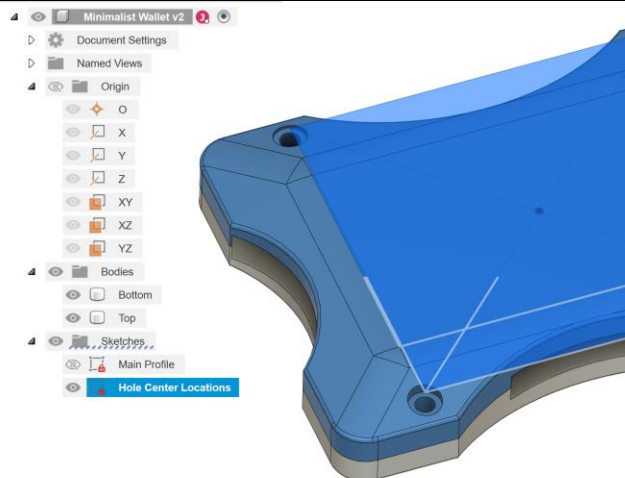 Minimalist Wallet v2
Document Settings
Named Views
Origin
O
X
Y
Z
XY
XZ
YZ
Bodies
Bottom
Top
Sketches
Main Profile
Hole Center Locations